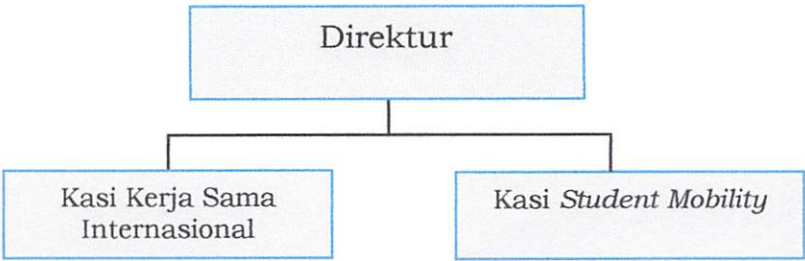 Direktur
Kasi Kerja Sama
Internasional
Kasi Student Mobility